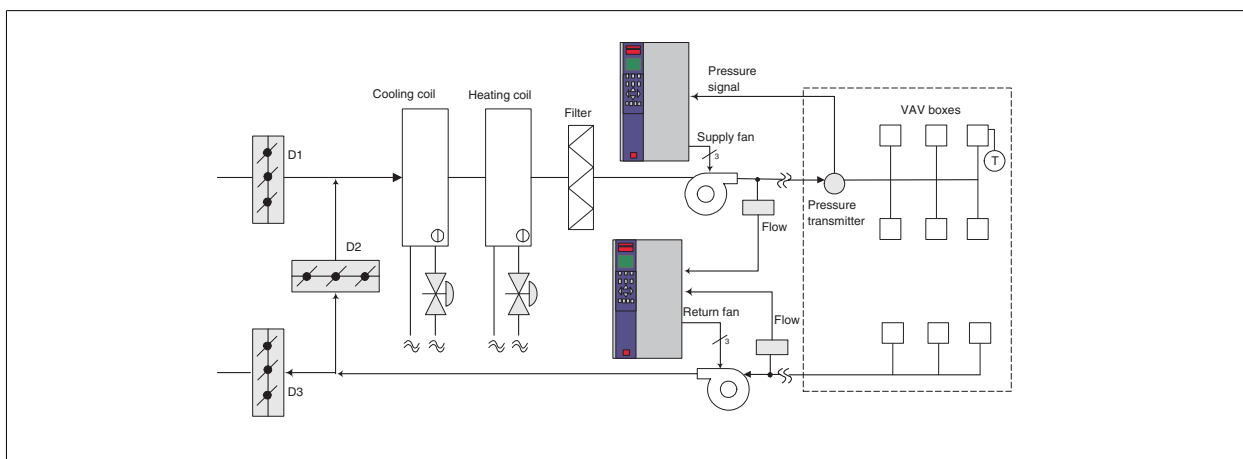 Pressure
signal
Cooling coil
Heating coil
Filter
VAV boxes
D1
Supply fan
3
T
Pressure
transmitter
Flow
D2
Return fan
Flow
3
D3